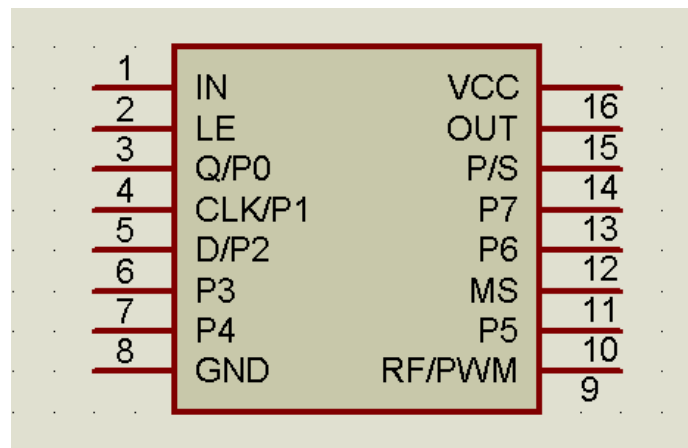 1 IN VCC 16
2 LE OUT 15
3 Q/P0 P/S 14
4 CLK/P1 P7 13
5 D/P2 P6 12
6 P3 MS 11
7 P4 P5 10
8 GND RF/PWM 9